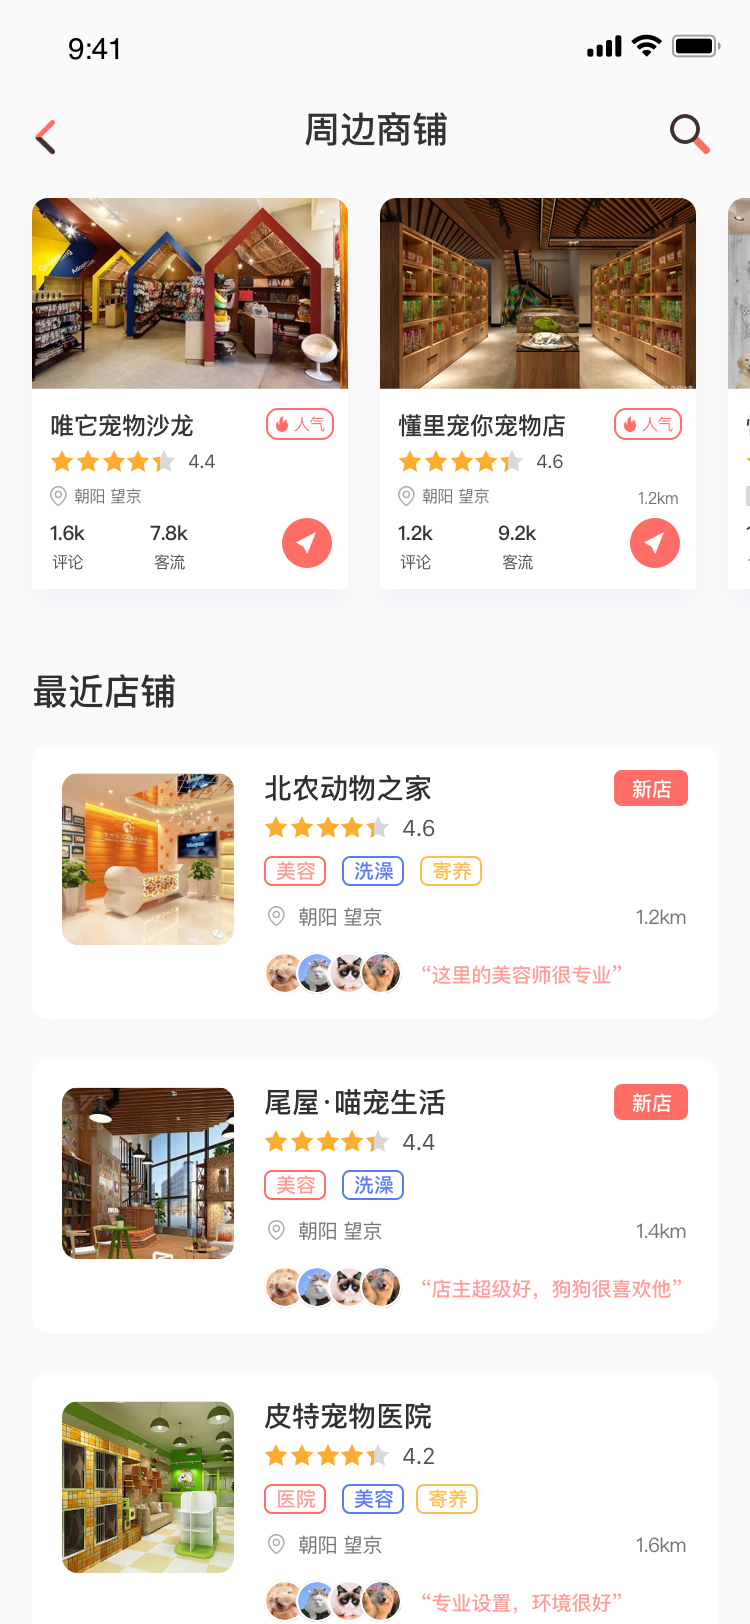 9:41
周边商铺
唯它宠物沙龙
人气
4.4
朝阳 望京
1.6k
7.8k
评论
客流
懂里宠你宠物店
人气
4.6
朝阳 望京
1.2km
1.2k
9.2k
评论
客流
最近店铺
北农动物之家
新店
4.6
美容
洗澡
寄养
朝阳 望京
1.2km
“这里的美容师很专业”
尾屋·喵宠生活
新店
4.4
美容
洗澡
朝阳 望京
1.4km
“店主超级好，狗狗很喜欢他”
皮特宠物医院
4.2
医院
美容
寄养
朝阳 望京
1.6km
“专业设置，环境很好”